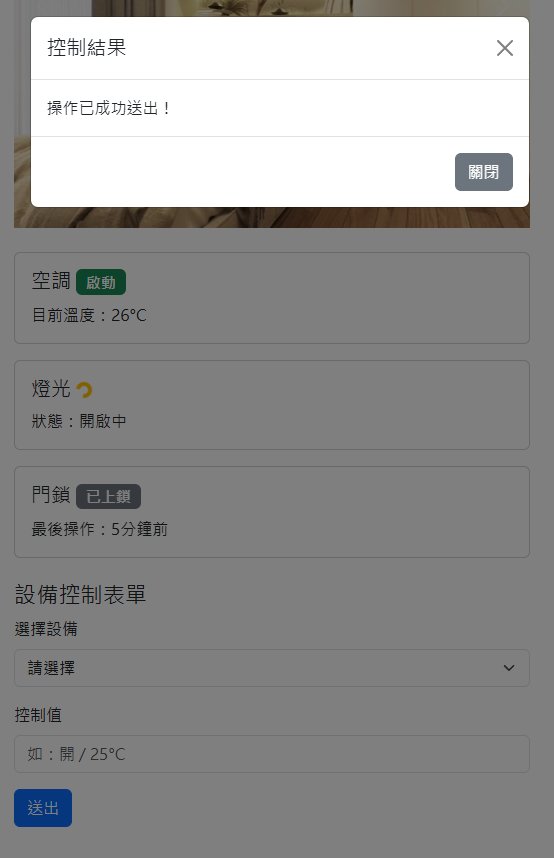 控制結果
操作已成功送出！
關閉
空調 啟動
目前溫度：26°C
燈光
狀態：開啟中
門鎖 已上鎖
最後操作：5分鐘前
設備控制表單
選擇設備
請選擇
控制值
如：開 / 25°C
送出